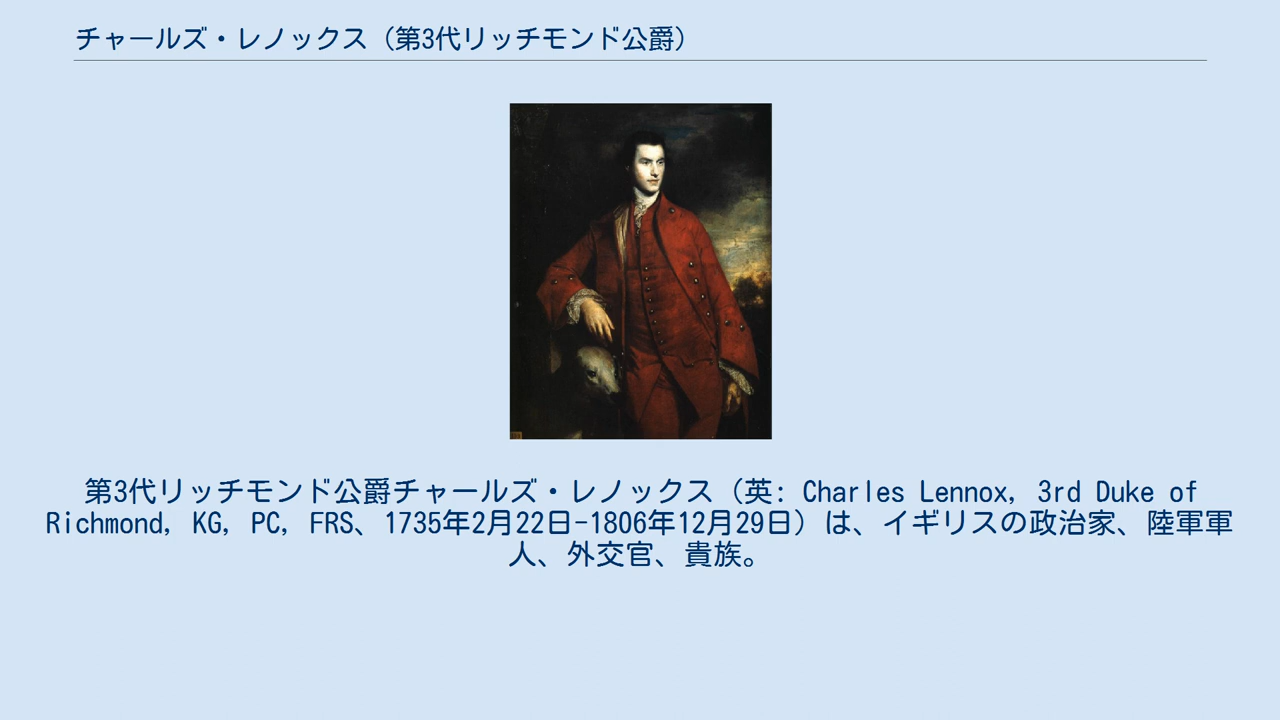 チャールズ・レノックス（第3代リッチモンド公爵）
第3代リッチモンド公爵チャールズ・レノックス（英: Charles Lennox, 3rd Duke of
Richmond, KG, PC, FRS、1735年2月22日-1806年12月29日）は、イギリスの政治家、陸軍軍
人、外交官、貴族。